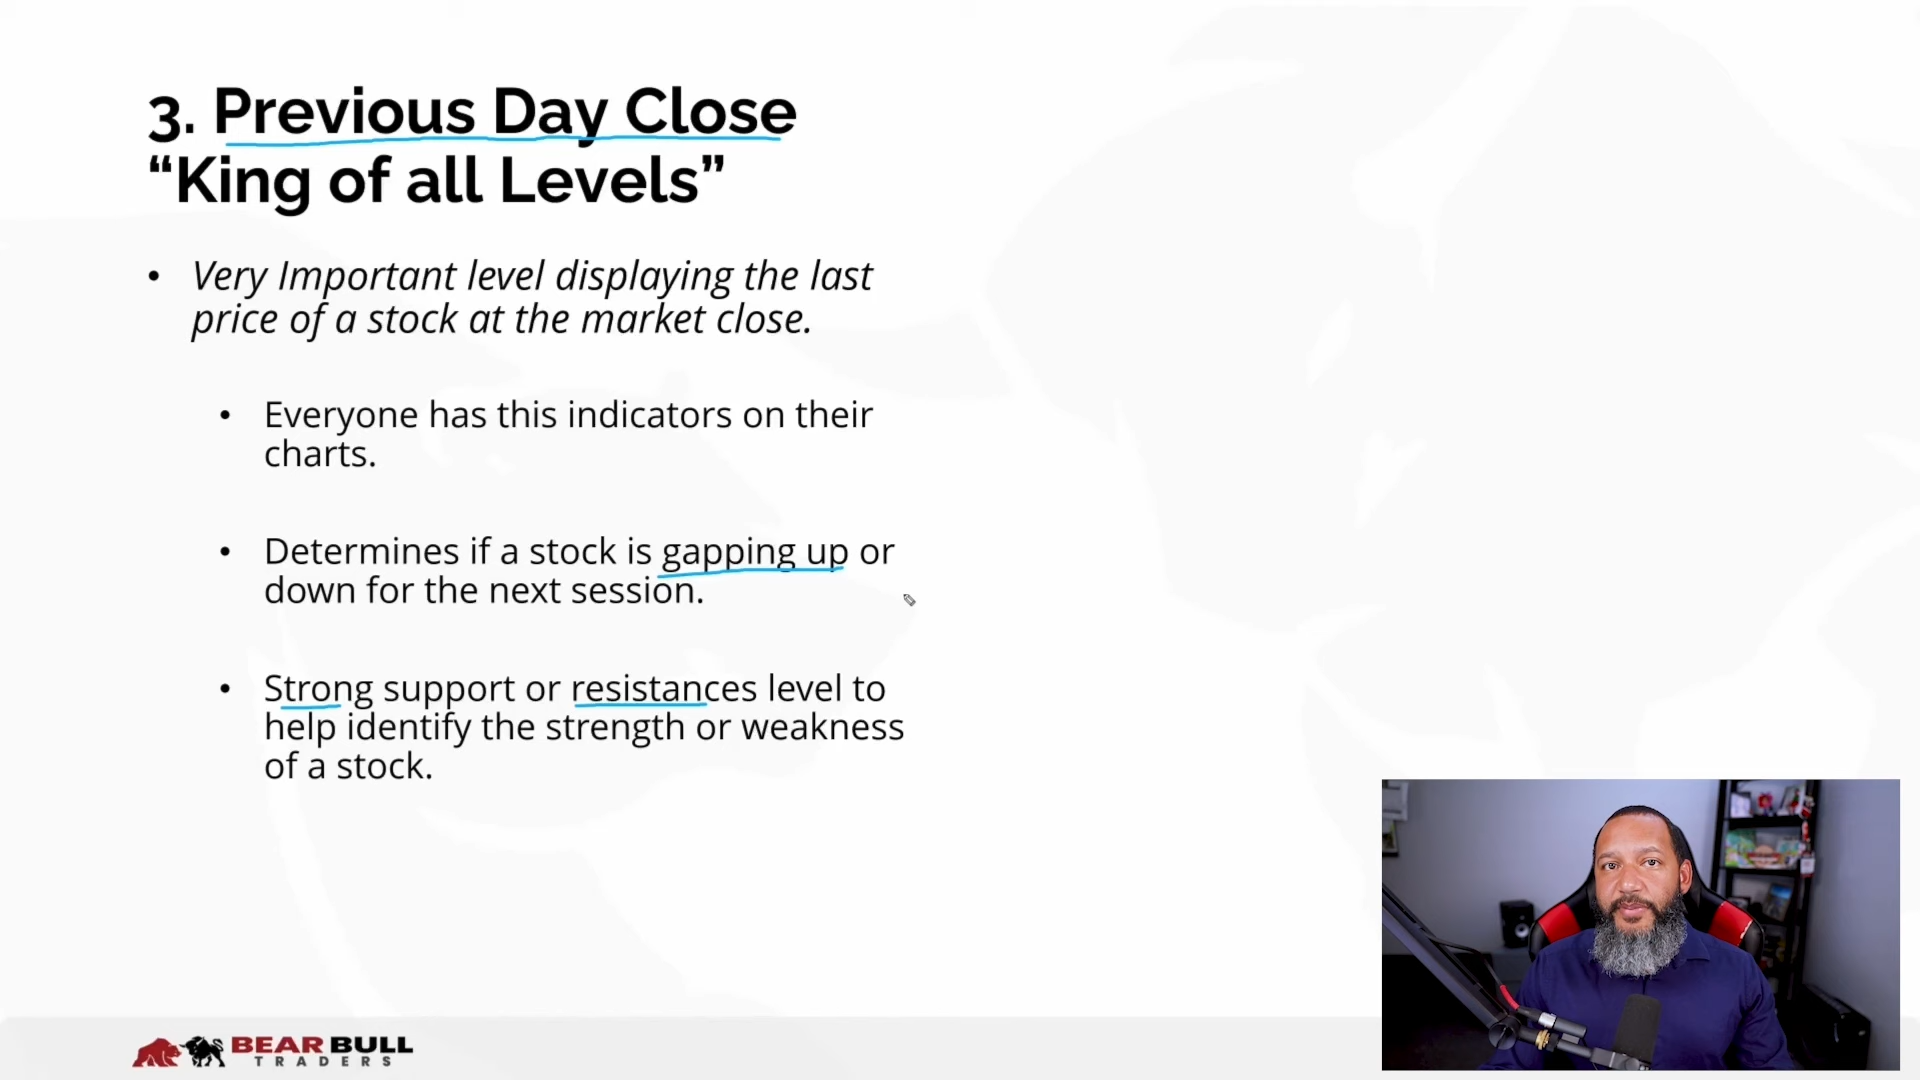 3. Previous Day Close
“King of all Levels”
• Very Important level displaying the last
price of a stock at the market close.
• Everyone has this indicators on their
charts.
• Determines if a stock is gapping up or
down for the next session.
• Strong support or resistances level to
help identify the strength or weakness
of a stock.
BEAR BULL
TRADERS